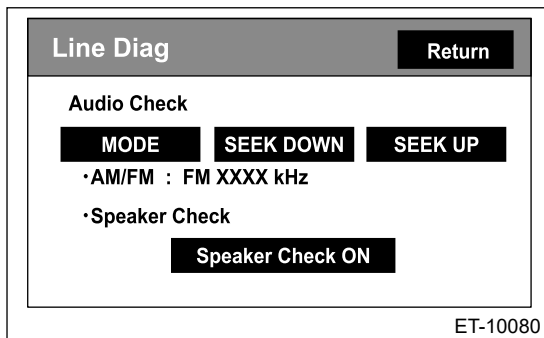 Line Diag Return
Audio Check
MODE SEEK DOWN SEEK UP
·AM/FM : FM XXXX kHz
·Speaker Check
Speaker Check ON
ET-10080